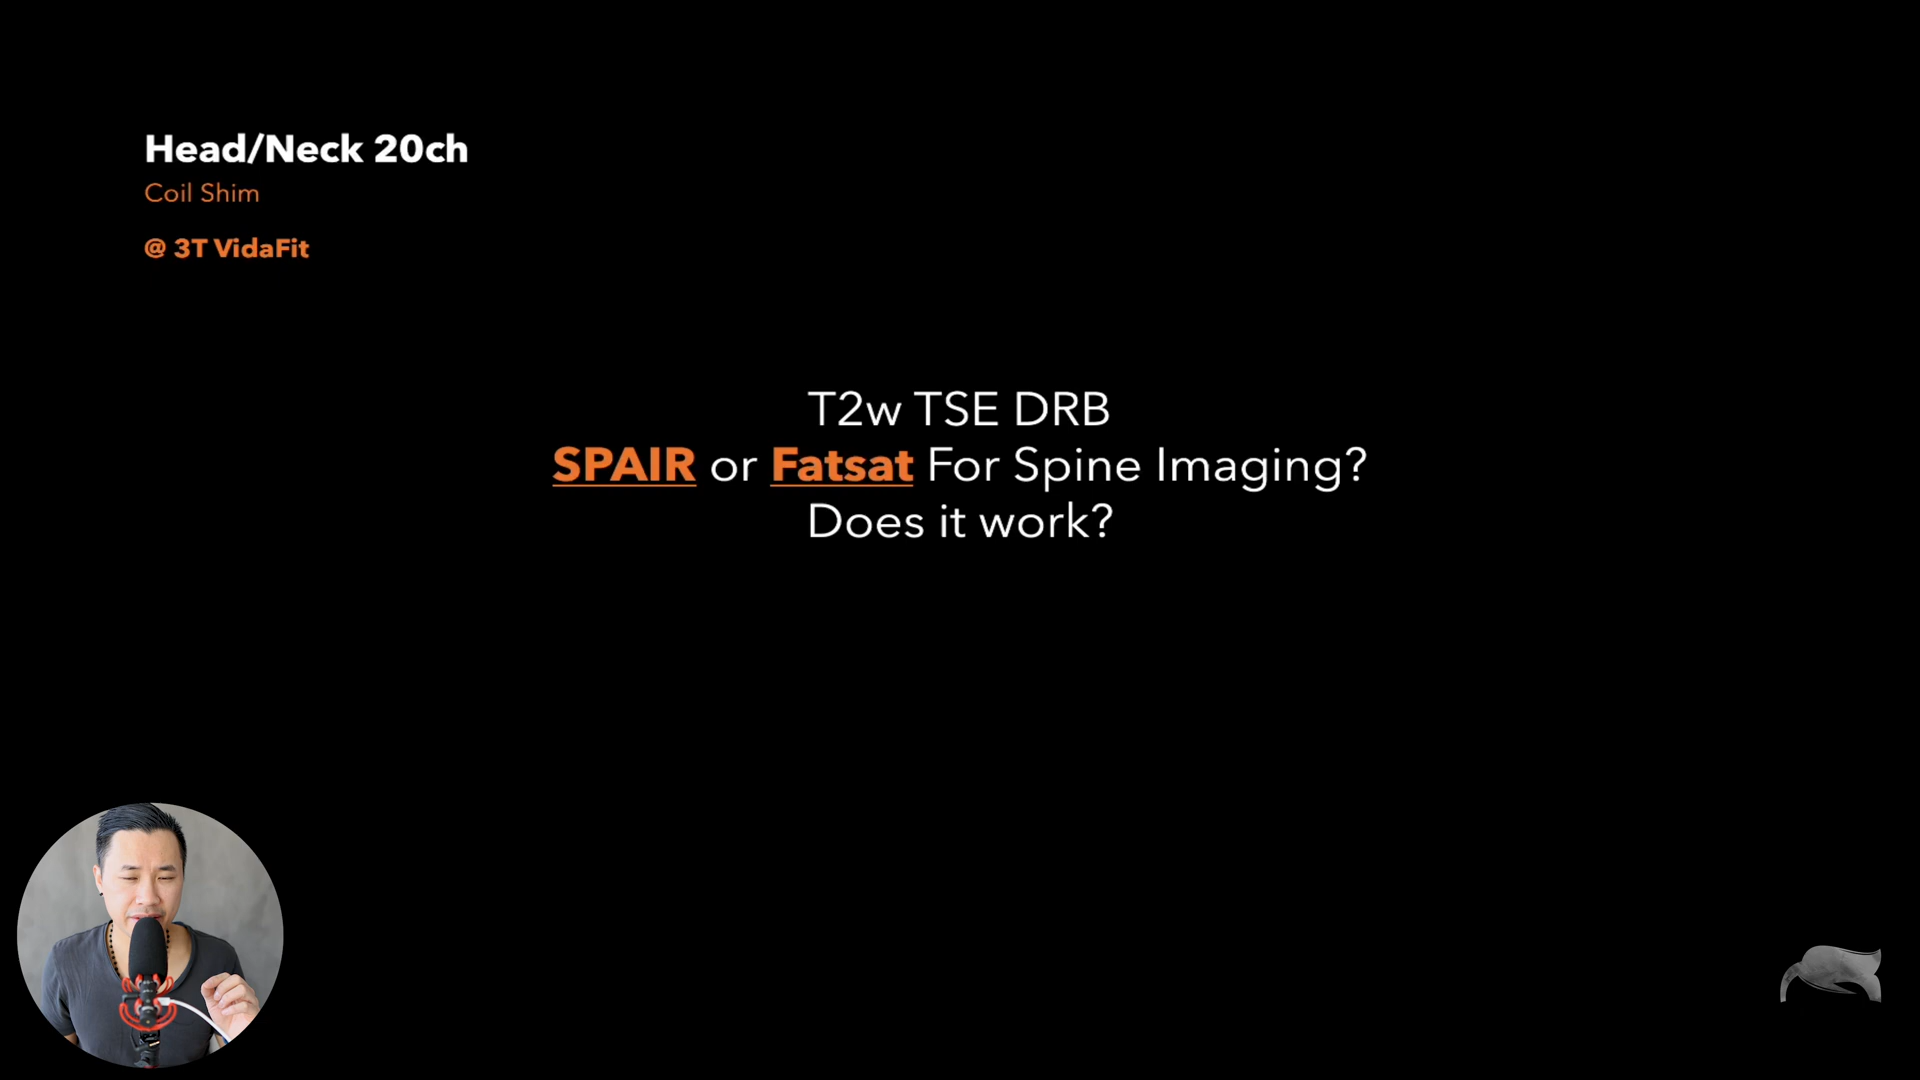 Head/Neck 20ch
Coil Shim
@ 3T VidaFit
T2w TSE DRB
SPAIR or Fatsat For Spine Imaging?
Does it work?